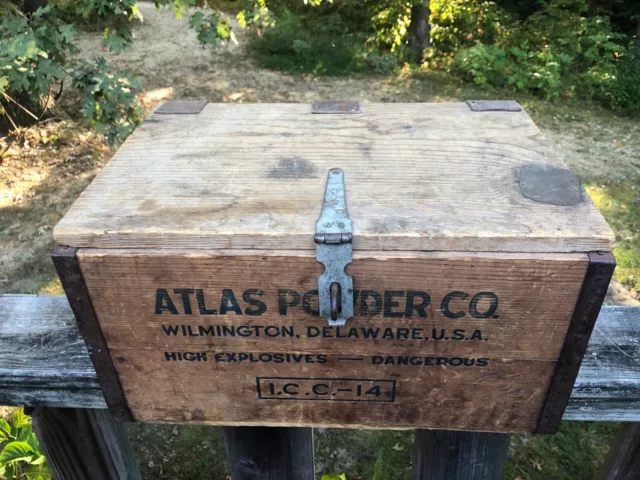 ATLAS POWDER CO.
WILMINGTON, DELAWARE, U.S.A.
HIGH EXPLOSIVES — DANGEROUS
I.C.C.-14